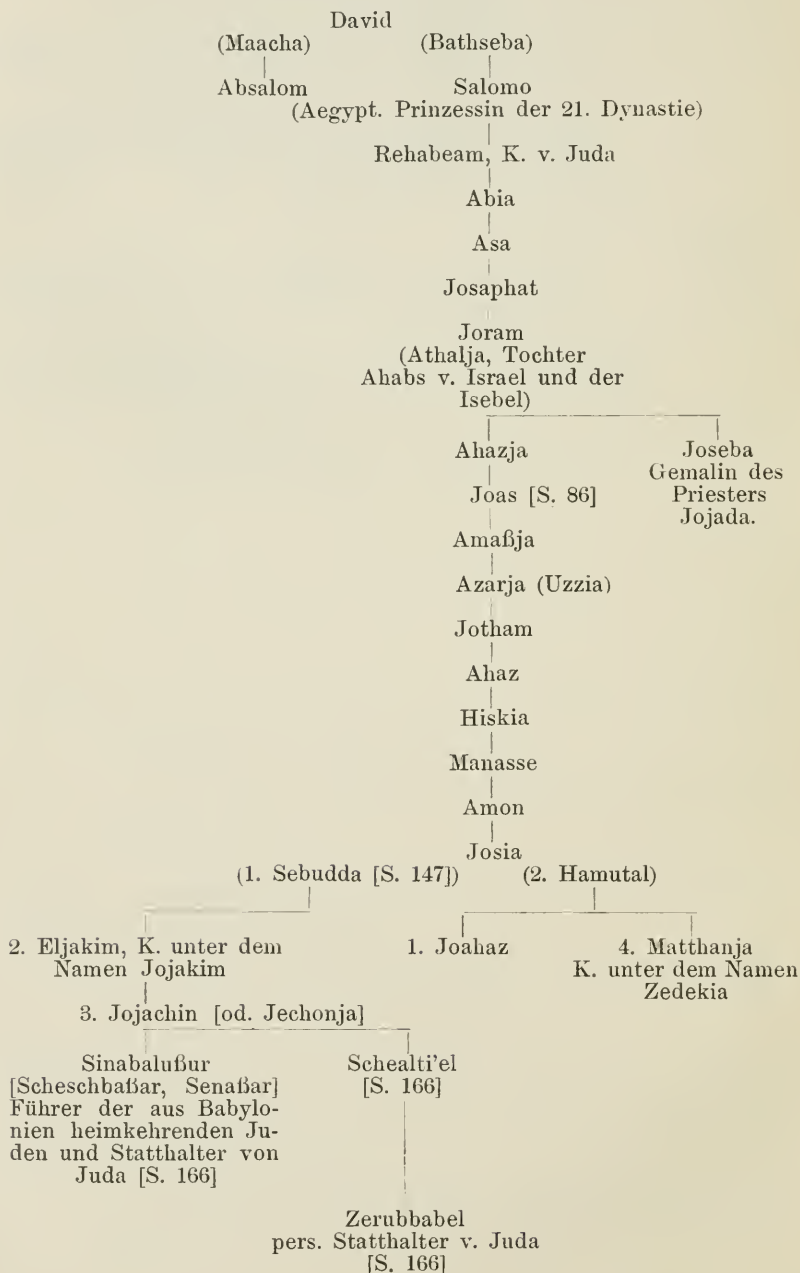 David
(Maacha) (Bathseba)
Absalom Salomo
(Aegypt. Prinzessin der 21. Dynastie)
Rehabeam, K. v. Juda
Abia
Asa
Josaphat
Joram
(Athalja, Tochter
Ahabs v. Israel und der
Isebel)
Ahazja Joseba
Gemalin des
Joas [S. 86] Priesters
Jojada.
Amaßja
Azarja (Uzzia)
Jotham
Ahaz
Hiskia
Manasse
Amon
Josia
(1. Sebudda [S. 147]) (2. Hamutal)
2. Eljakim, K. unter dem 1. Joahaz 4. Matthanja
Namen Jojakim K. unter dem Namen
Zedekia
3. Jojachin [od. Jechonja]
Sinabalußur Schealti'el
[Scheschbaßar, Senaßar] [S. 166]
Führer der aus Babylo-
nien heimkehrenden Ju-
den und Statthalter von
Juda [S. 166]
Zerubbabel
pers. Statthalter v. Juda
[S. 166]